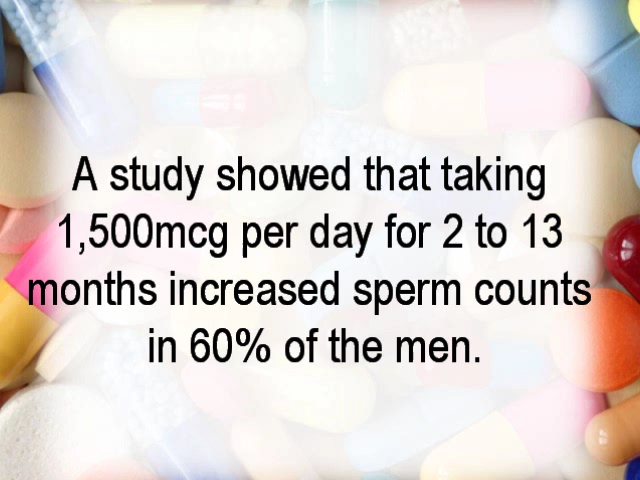 A study showed that taking
1,500mcg per day for 2 to 13
months increased sperm counts
in 60% of the men.